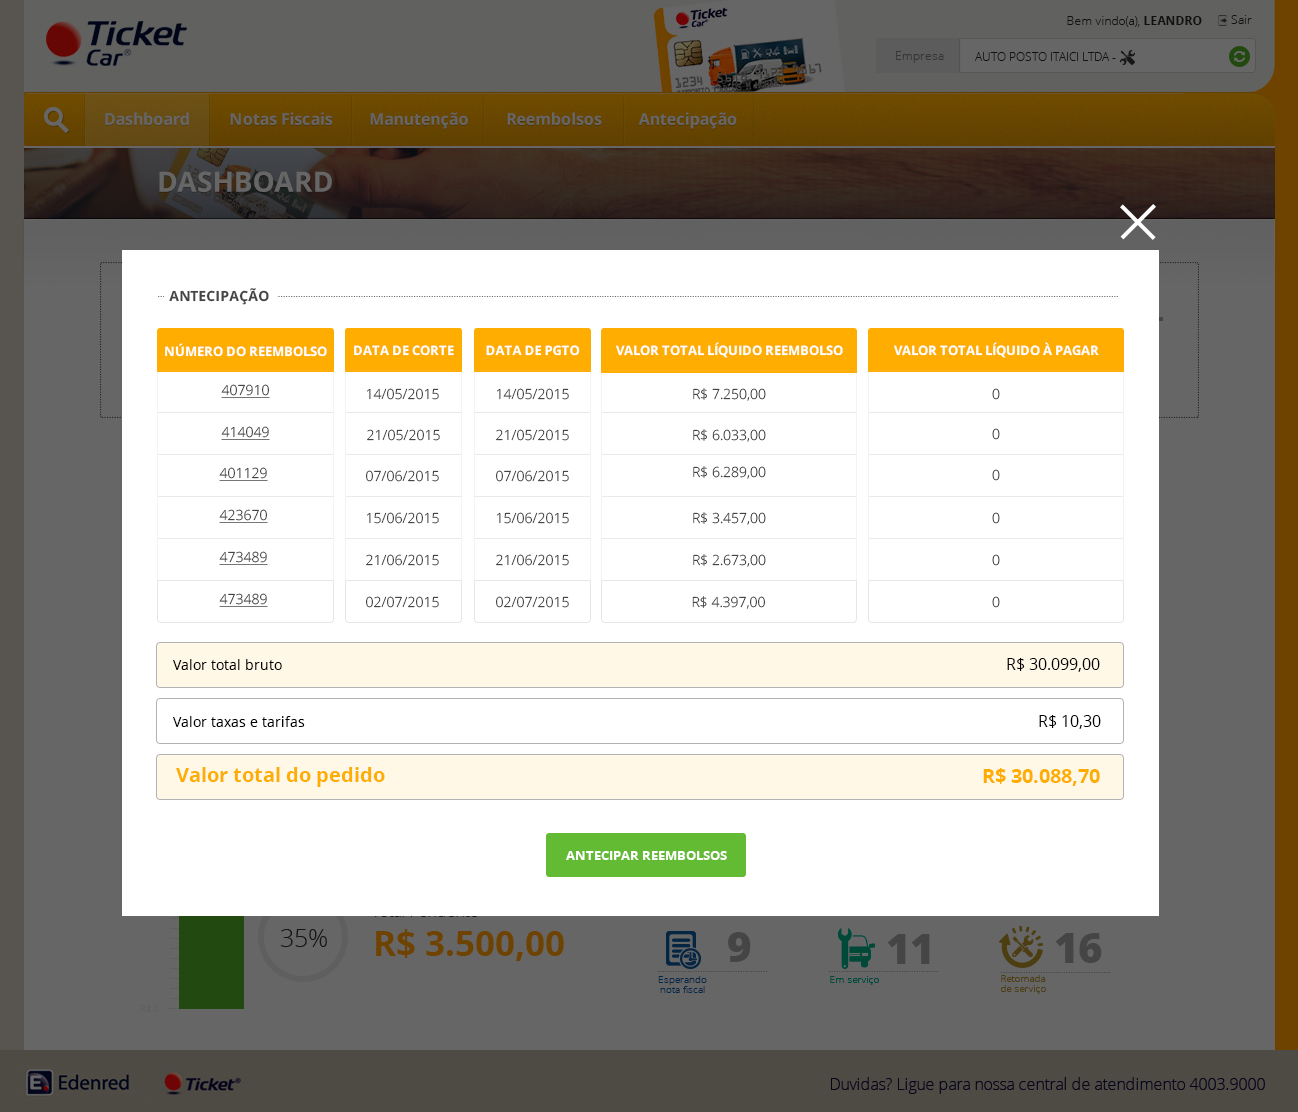 Ticket
Car®
Ticket
Car
Bem vindo(a), LEANDRO
Sair
Empresa
AUTO POSTO ITAICI LTDA -
Dashboard
Notas Fiscais
Manutenção
Reembolsos
Antecipação
DASHBOARD
ANTECIPAÇÃO
NÚMERO DO REEMBOLSO DATA DE CORTE DATA DE PGTO VALOR TOTAL LÍQUIDO REEMBOLSO VALOR TOTAL LÍQUIDO À PAGAR
407910 14/05/2015 14/05/2015 R$ 7.250,00 0
414049 21/05/2015 21/05/2015 R$ 6.033,00 0
401129 07/06/2015 07/06/2015 R$ 6.289,00 0
423670 15/06/2015 15/06/2015 R$ 3.457,00 0
473489 21/06/2015 21/06/2015 R$ 2.673,00 0
473489 02/07/2015 02/07/2015 R$ 4.397,00 0
Valor total bruto R$ 30.099,00
Valor taxas e tarifas R$ 10,30
Valor total do pedido R$ 30.088,70
ANTECIPAR REEMBOLSOS
35%
R$ 3.500,00
9
Esperando
nota fiscal
11
Em serviço
16
Retomada
de serviço
Edenred
Ticket®
Duvidas? Ligue para nossa central de atendimento 4003.9000